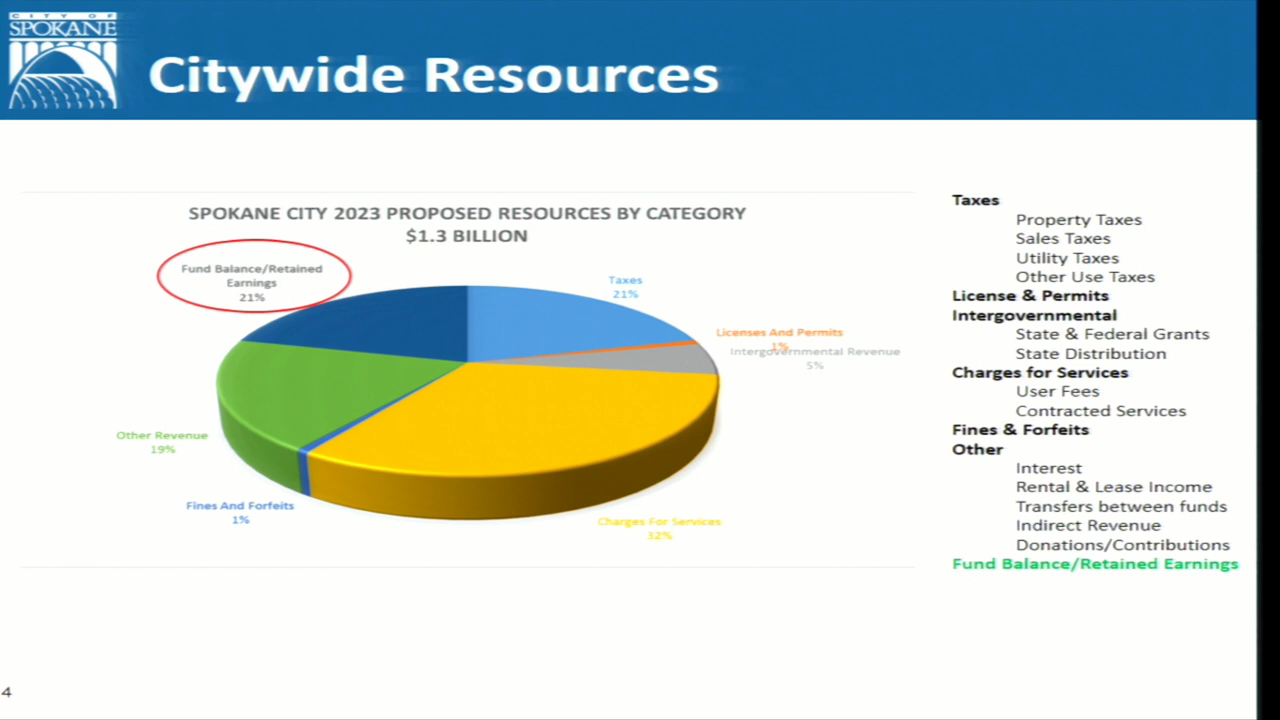 CITY OF
SPOKANE
Citywide Resources
SPOKANE CITY 2023 PROPOSED RESOURCES BY CATEGORY
$1.3 BILLION
Fund Balance/Retained
Earnings
21%
Taxes
21%
Licenses And Permits
1%
Intergovernmental Revenue
5%
Other Revenue
19%
Fines And Forfeits
1%
Charges For Services
32%
Taxes
Property Taxes
Sales Taxes
Utility Taxes
Other Use Taxes
License & Permits
Intergovernmental
State & Federal Grants
State Distribution
Charges for Services
User Fees
Contracted Services
Fines & Forfeits
Other
Interest
Rental & Lease Income
Transfers between funds
Indirect Revenue
Donations/Contributions
Fund Balance/Retained Earnings
4